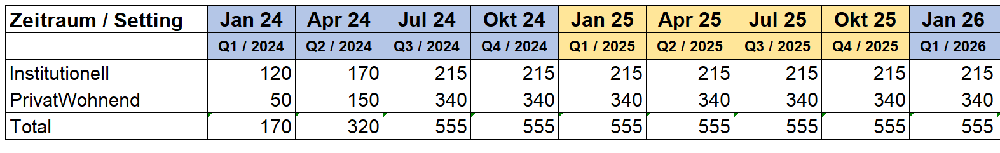 Zeitraum / Setting Jan 24 Apr 24 Jul 24 Okt 24 Jan 25 Apr 25 Jul 25 Okt 25 Jan 26
Q1 / 2024 Q2 / 2024 Q3 / 2024 Q4 / 2024 Q1 / 2025 Q2 / 2025 Q3 / 2025 Q4 / 2025 Q1 / 2026
Institutionell 120 170 215 215 215 215 215 215 215
PrivatWohnend 50 150 340 340 340 340 340 340 340
Total 170 320 555 555 555 555 555 555 555